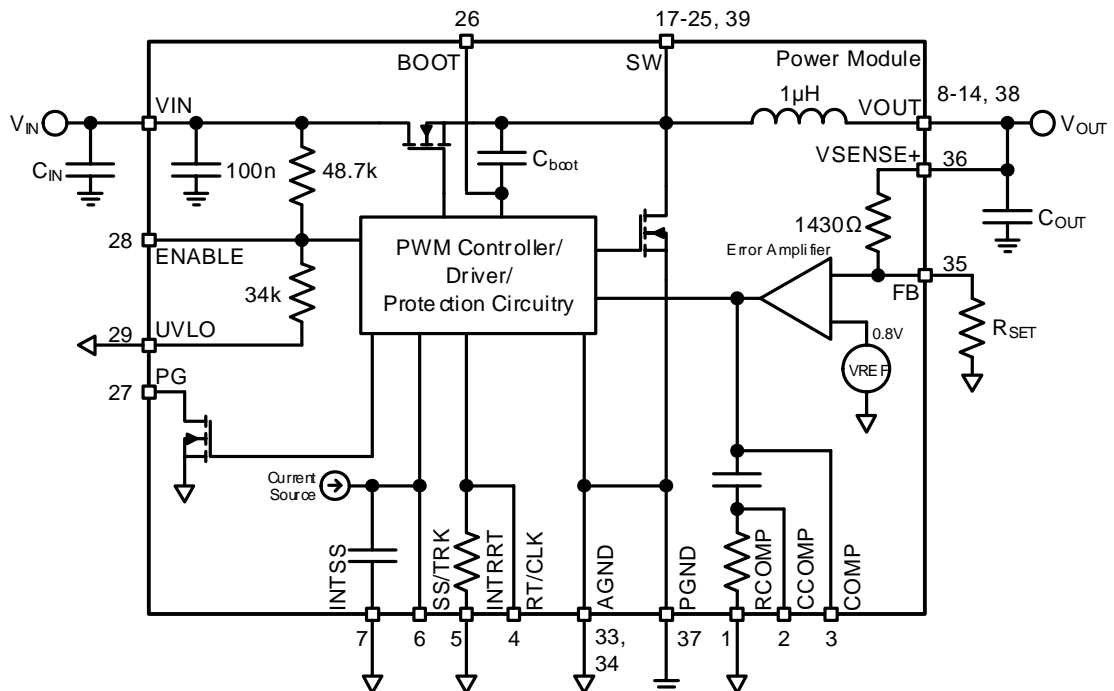 26
17-25, 39
BOOT
SW
Power Module
VIN
1µH
VOUT
8-14, 38
VIN
VOUT
VSENSE+
36
CIN
100n
48.7k
Cboot
1430Ω
COUT
28
ENABLE
PWM Controller/
Driver/
Protection Circuitry
Error Amplifier
35
FB
34k
RSET
29
UVLO
0.8V
VREF
PG
27
Current
Source
INTSS
SS/TRK
INTRRT
RT/CLK
AGND
PGND
RCOMP
CCOMP
COMP
7
6
5
4
33,
34
37
1
2
3